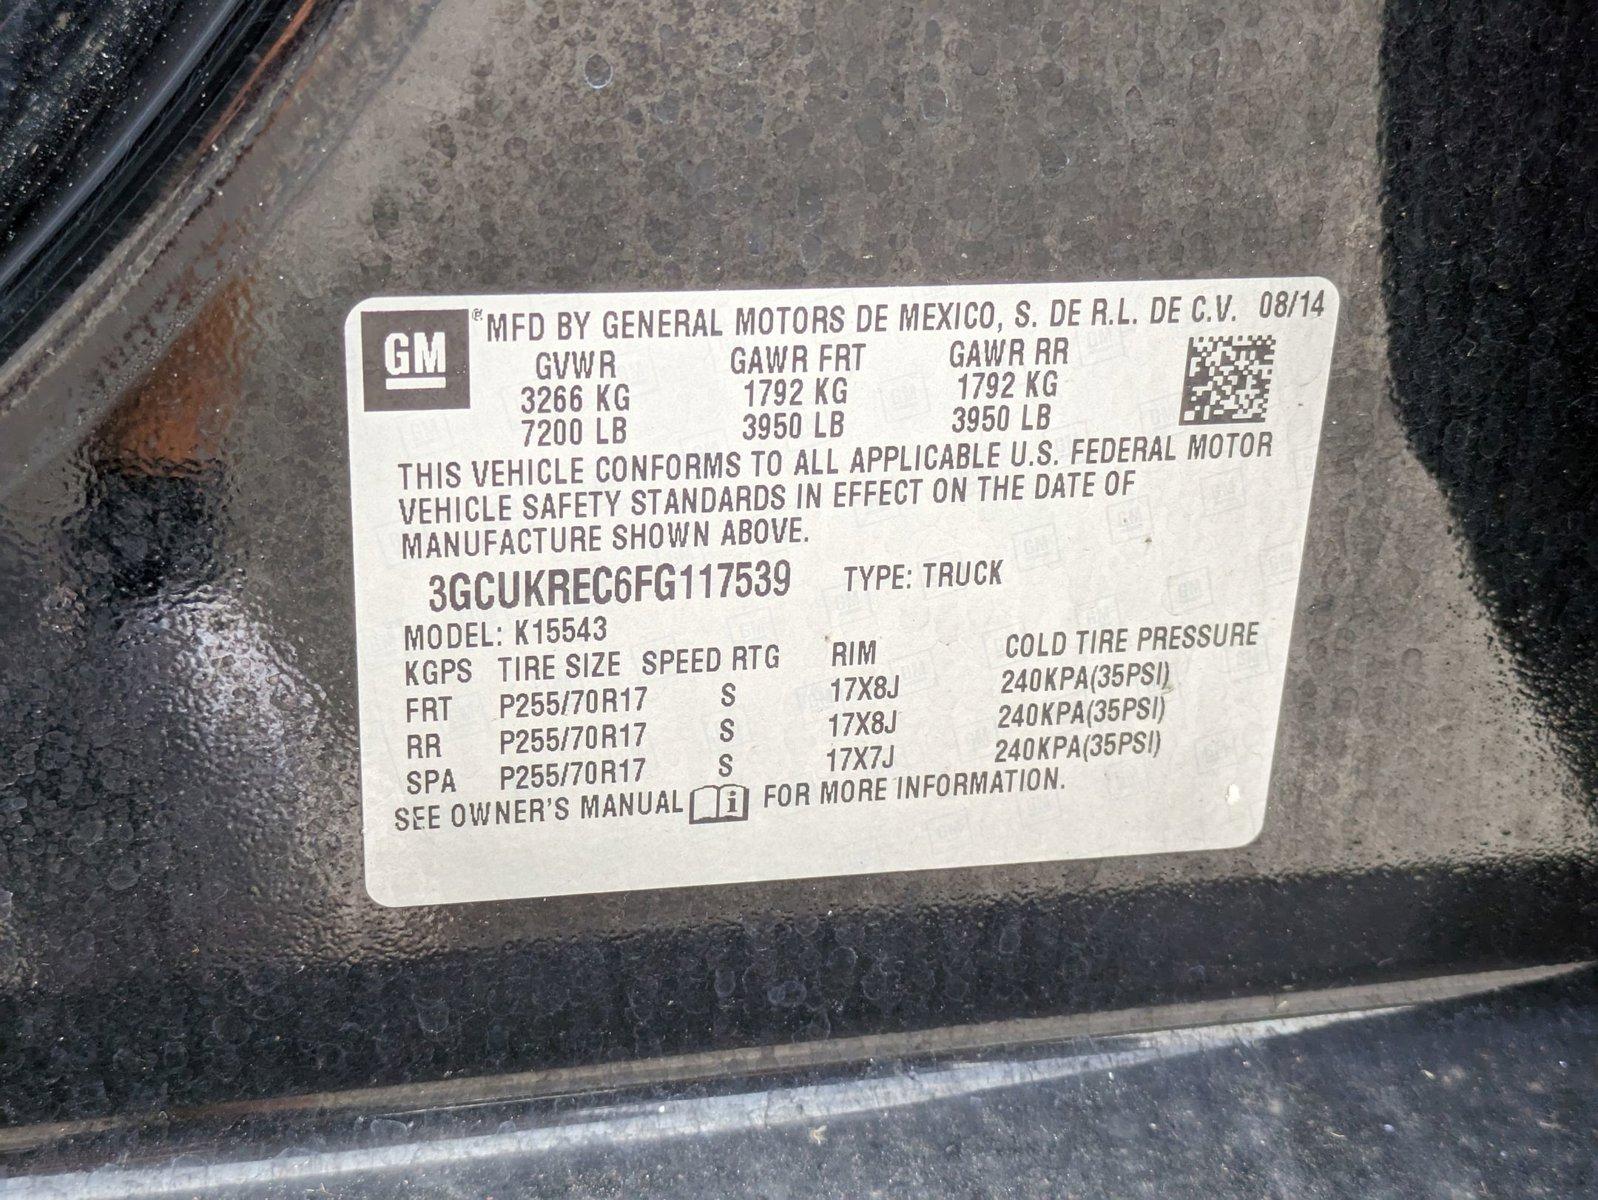 GM
® MFD BY GENERAL MOTORS DE MEXICO, S. DE R.L. DE C.V. 08/14
GVWR GAWR FRT GAWR RR
3266 KG 1792 KG 1792 KG
7200 LB 3950 LB 3950 LB
THIS VEHICLE CONFORMS TO ALL APPLICABLE U.S. FEDERAL MOTOR
VEHICLE SAFETY STANDARDS IN EFFECT ON THE DATE OF
MANUFACTURE SHOWN ABOVE.
3GCUKREC6FG117539 TYPE: TRUCK
MODEL: K15543
KGPS TIRE SIZE SPEED RTG RIM COLD TIRE PRESSURE
FRT P255/70R17 S 17X8J 240KPA(35PSI)
RR P255/70R17 S 17X8J 240KPA(35PSI)
SPA P255/70R17 S 17X7J 240KPA(35PSI)
SEE OWNER'S MANUAL i FOR MORE INFORMATION.